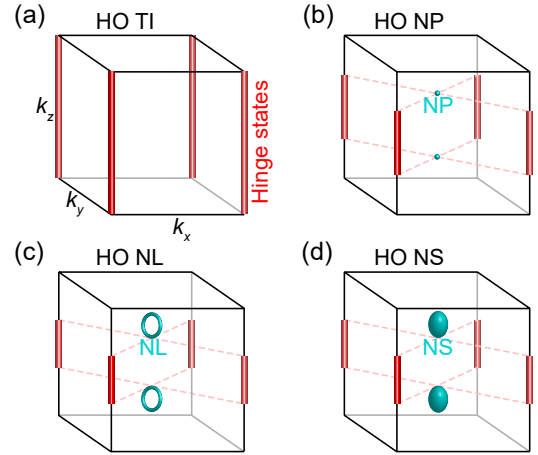 (a) HO TI
(b) HO NP
k_z
k_y
k_x
Hinge states
NP
(c) HO NL
(d) HO NS
NL
NS